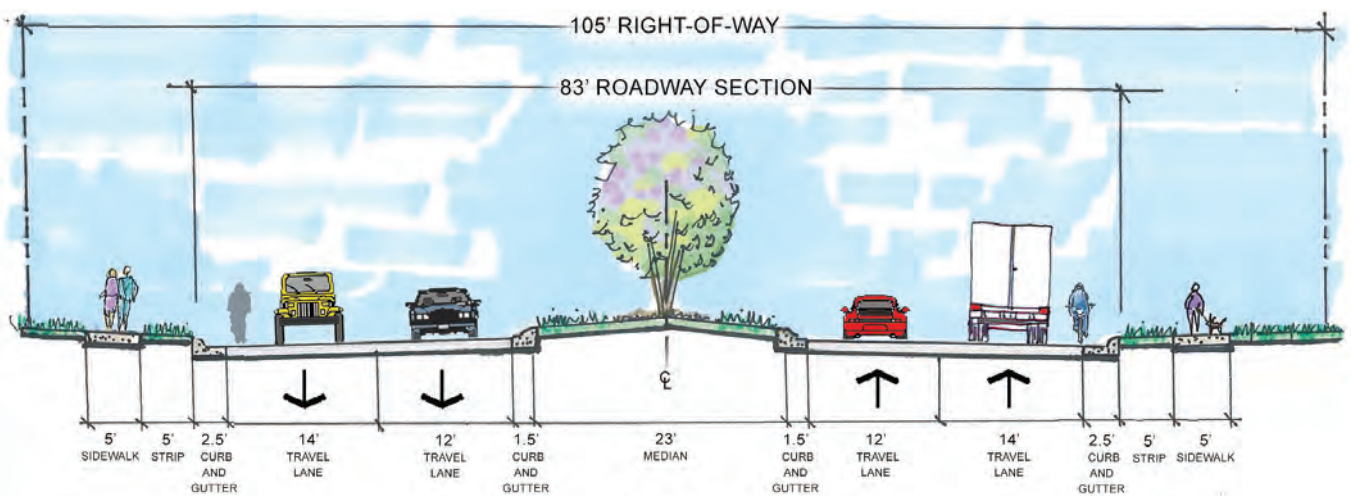 105' RIGHT-OF-WAY
83' ROADWAY SECTION
℄
5'
SIDEWALK
5'
STRIP
2.5'
CURB
AND
GUTTER
14'
TRAVEL
LANE
12'
TRAVEL
LANE
1.5'
CURB
AND
GUTTER
23'
MEDIAN
1.5'
CURB
AND
GUTTER
12'
TRAVEL
LANE
14'
TRAVEL
LANE
2.5'
CURB
AND
GUTTER
5'
STRIP
5'
SIDEWALK